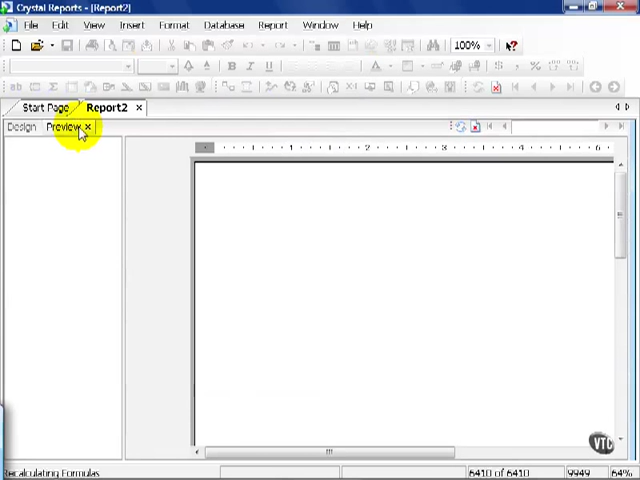 Crystal Reports - [Report2]
File Edit View Insert Format Database Report Window Help
100%
B I U
Start Page Report2
Design Preview
1 2 3 4 5 6
VTC
Recalculating Formulas 6410 of 6410 9949 64%